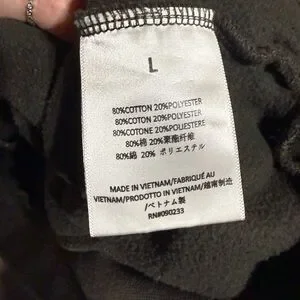 L
80%COTTON 20%POLYESTER
80%COTON 20%POLYESTER
80%COTONE 20%POLIESTERE
80%棉 20%聚酯纤维
80%綿 20% ポリエステル
MADE IN VIETNAM/FABRIQUÉ AU
VIETNAM/PRODOTTO IN VIETNAM/越南制造
/ベトナム製
RN#090233